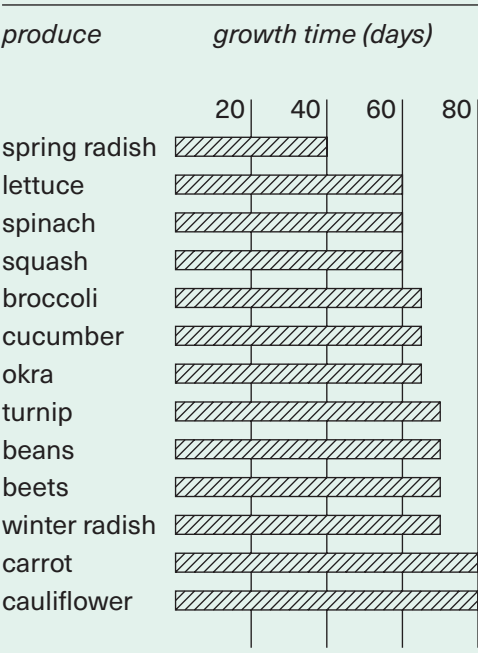 produce growth time (days)
20 40 60 80
spring radish
lettuce
spinach
squash
broccoli
cucumber
okra
turnip
beans
beets
winter radish
carrot
cauliflower